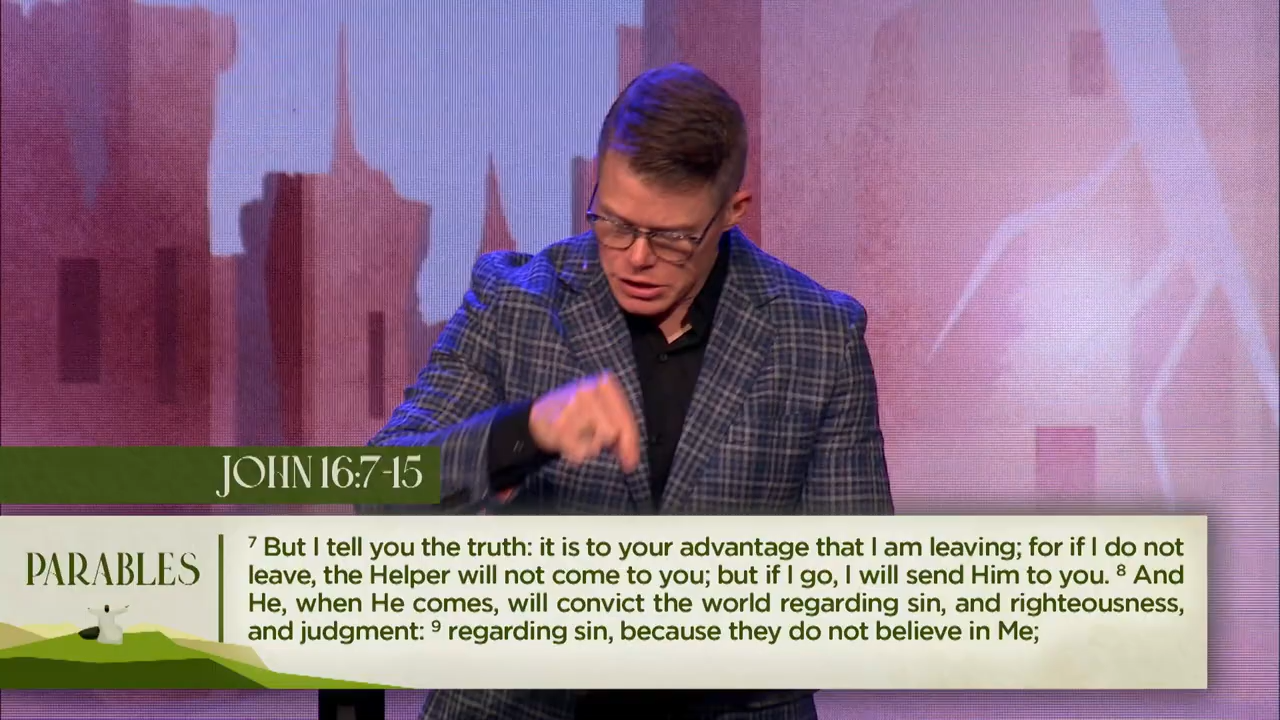 JOHN 16:7-15
PARABLES
⁷ But I tell you the truth: it is to your advantage that I am leaving; for if I do not
leave, the Helper will not come to you; but if I go, I will send Him to you. ⁸ And
He, when He comes, will convict the world regarding sin, and righteousness,
and judgment: ⁹ regarding sin, because they do not believe in Me;